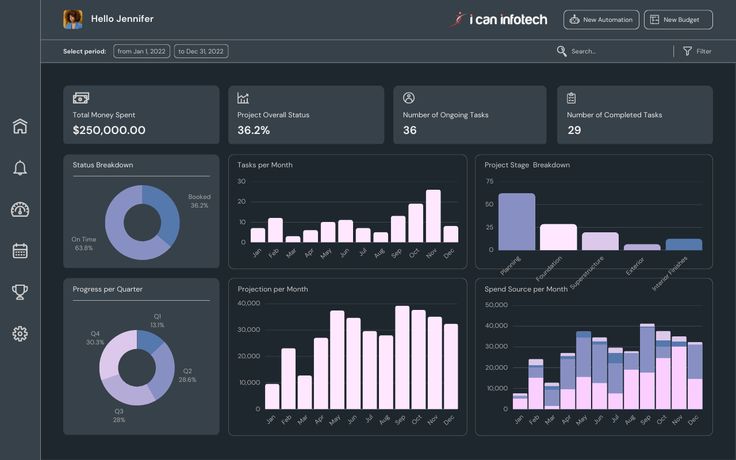 Hello Jennifer
i can infotech
New Automation
New Budget
Select period:
from Jan 1, 2022
to Dec 31, 2022
Search...
Filter
Total Money Spent
$250,000.00
Project Overall Status
36.2%
Number of Ongoing Tasks
36
Number of Completed Tasks
29
Status Breakdown
Booked
36.2%
On Time
63.8%
Tasks per Month
30
20
10
0
Jan Feb Mar Apr May Jun Jul Aug Sep Oct Nov Dec
Project Stage Breakdown
75
50
25
0
Planning Foundation Superstructure Exterior Interior Finishes
Progress per Quarter
Q1
13.1%
Q2
28.6%
Q3
28%
Q4
30.3%
Projection per Month
40,000
30,000
20,000
10,000
0
Jan Feb Mar Apr May Jun Jul Aug Sep Oct Nov Dec
Spend Source per Month
50,000
40,000
30,000
20,000
10,000
0
Jan Feb Mar Apr May Jun Jul Aug Sep Oct Nov Dec